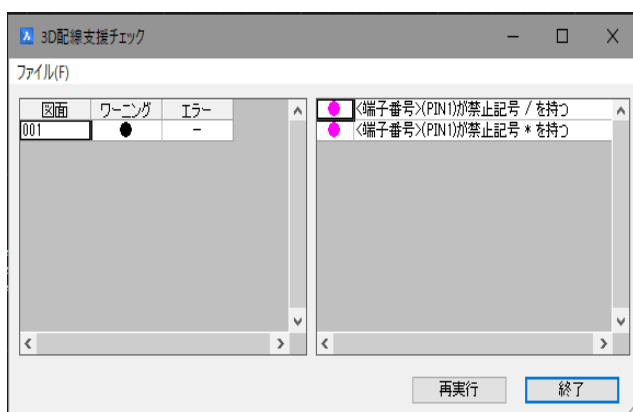 3D配線支援チェック
ファイル(F)
図面 ワーニング エラー
001 ● −
<端子番号>(PIN1)が禁止記号 / を持つ
<端子番号>(PIN1)が禁止記号 * を持つ
再実行 終了